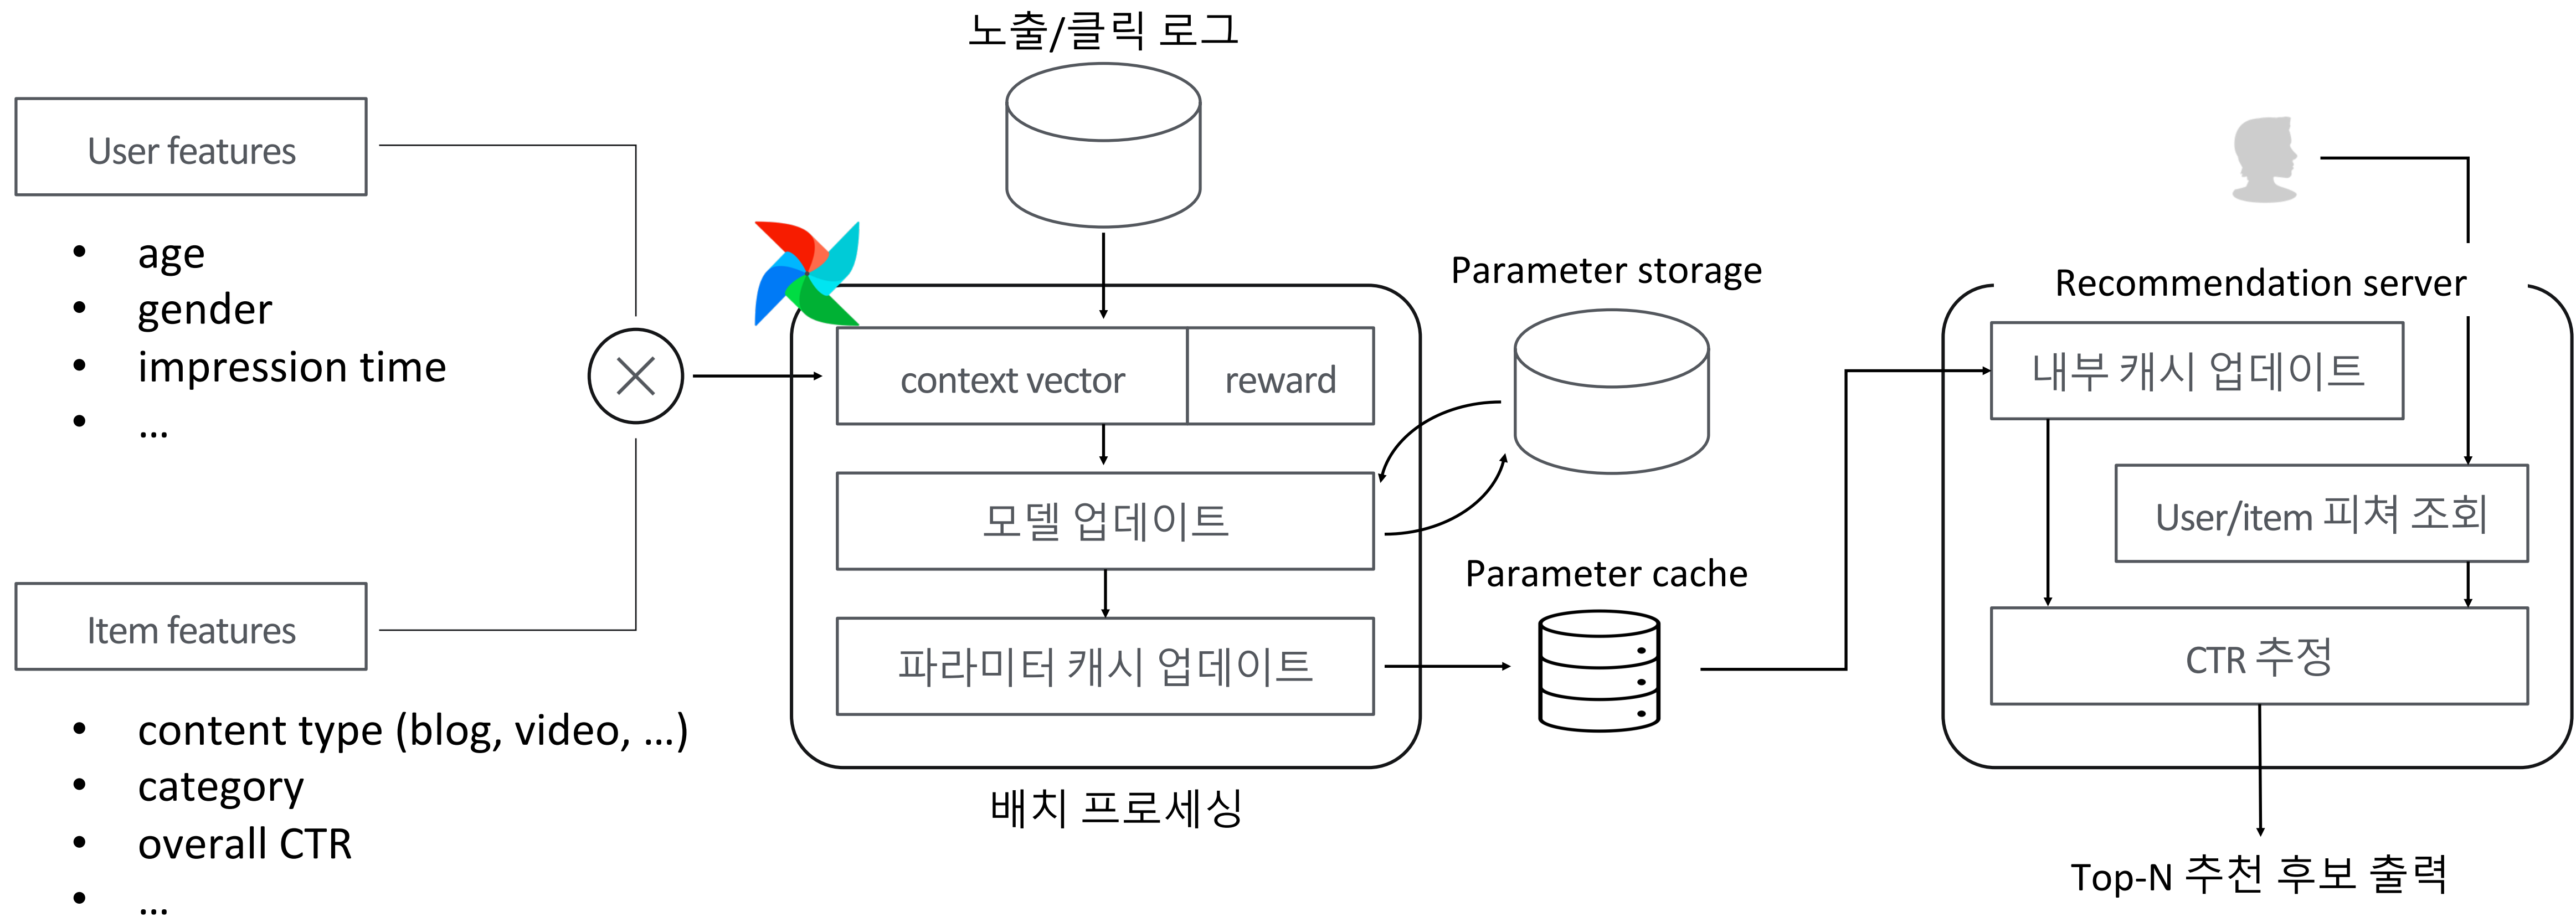 노출/클릭 로그
User features
• age
• gender
• impression time
• ...
Item features
• content type (blog, video, ...)
• category
• overall CTR
• ...
context vector
reward
모델 업데이트
파라미터 캐시 업데이트
배치 프로세싱
Parameter storage
Parameter cache
Recommendation server
내부 캐시 업데이트
User/item 피쳐 조회
CTR 추정
Top-N 추천 후보 출력